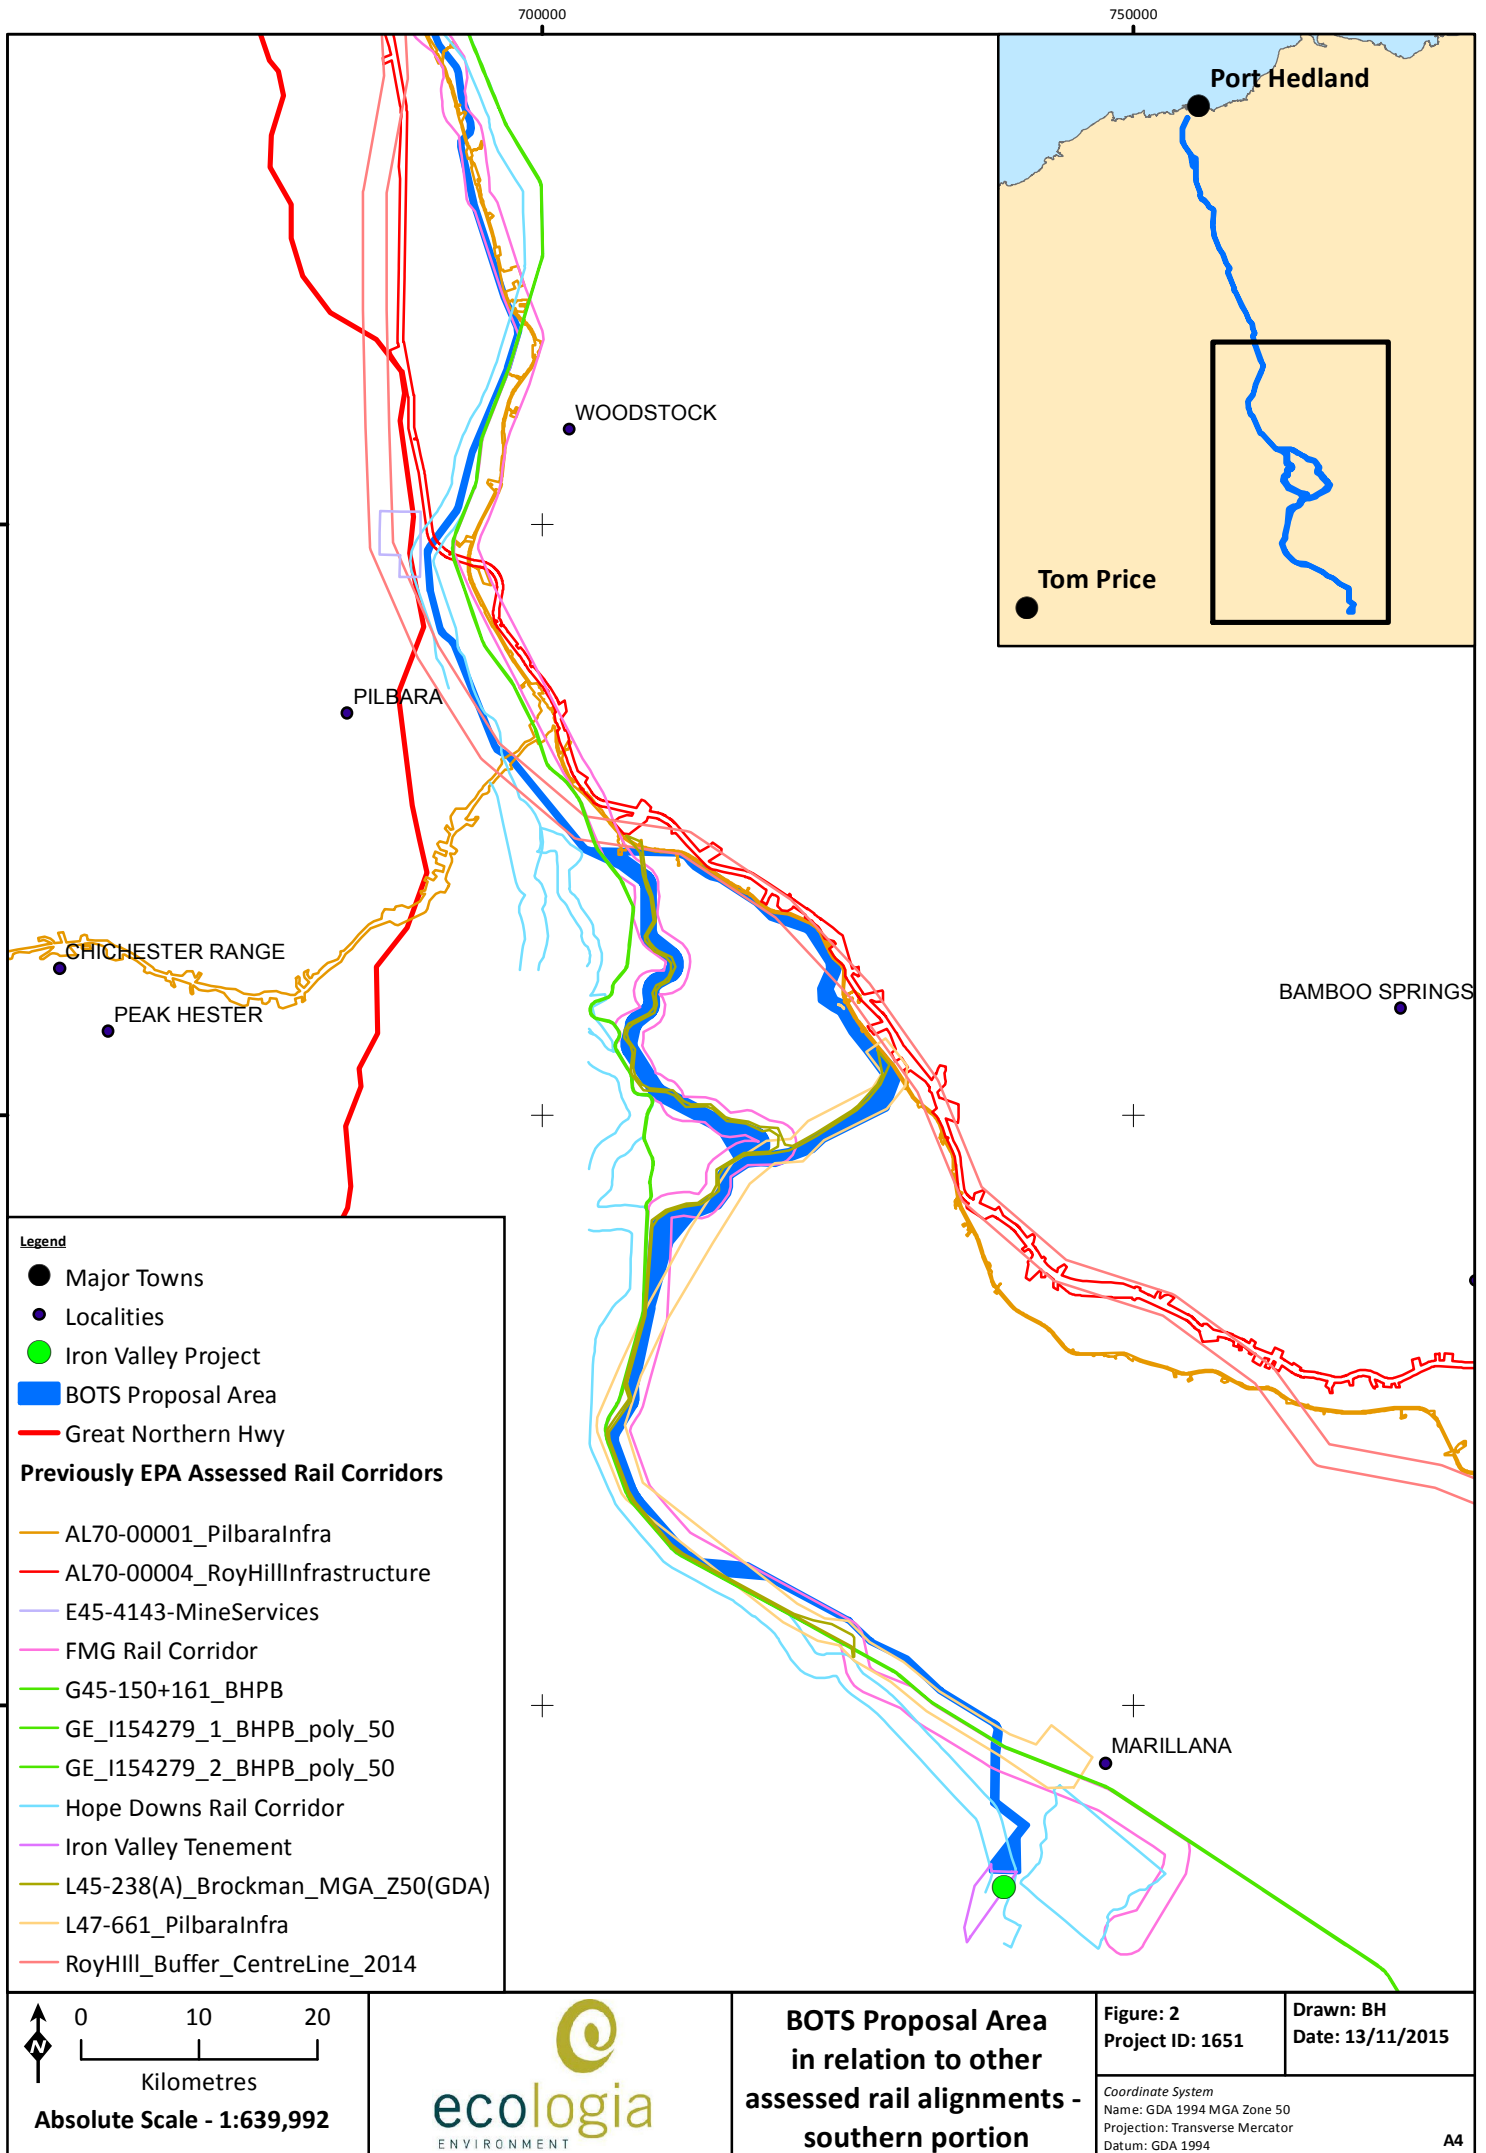 700000
750000
Port Hedland
Tom Price
WOODSTOCK
PILBARA
CHICHESTER RANGE
PEAK HESTER
BAMBOO SPRINGS
MARILLANA
Legend
Major Towns
Localities
Iron Valley Project
BOTS Proposal Area
Great Northern Hwy
Previously EPA Assessed Rail Corridors
AL70-00001_PilbaraInfra
AL70-00004_RoyHillInfrastructure
E45-4143-MineServices
FMG Rail Corridor
G45-150+161_BHPB
GE_I154279_1_BHPB_poly_50
GE_I154279_2_BHPB_poly_50
Hope Downs Rail Corridor
Iron Valley Tenement
L45-238(A)_Brockman_MGA_Z50(GDA)
L47-661_PilbaraInfra
RoyHIll_Buffer_CentreLine_2014
N
0 10 20
Kilometres
Absolute Scale - 1:639,992
ecologia
ENVIRONMENT
BOTS Proposal Area
in relation to other
assessed rail alignments -
southern portion
Figure: 2
Project ID: 1651
Drawn: BH
Date: 13/11/2015
Coordinate System
Name: GDA 1994 MGA Zone 50
Projection: Transverse Mercator
Datum: GDA 1994
A4